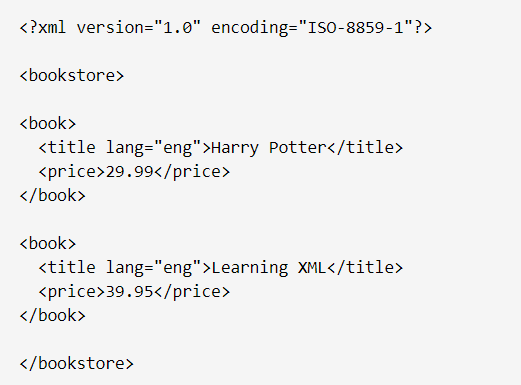 <?xml version="1.0" encoding="ISO-8859-1"?>
<bookstore>
<book>
  <title lang="eng">Harry Potter</title>
  <price>29.99</price>
</book>
<book>
  <title lang="eng">Learning XML</title>
  <price>39.95</price>
</book>
</bookstore>